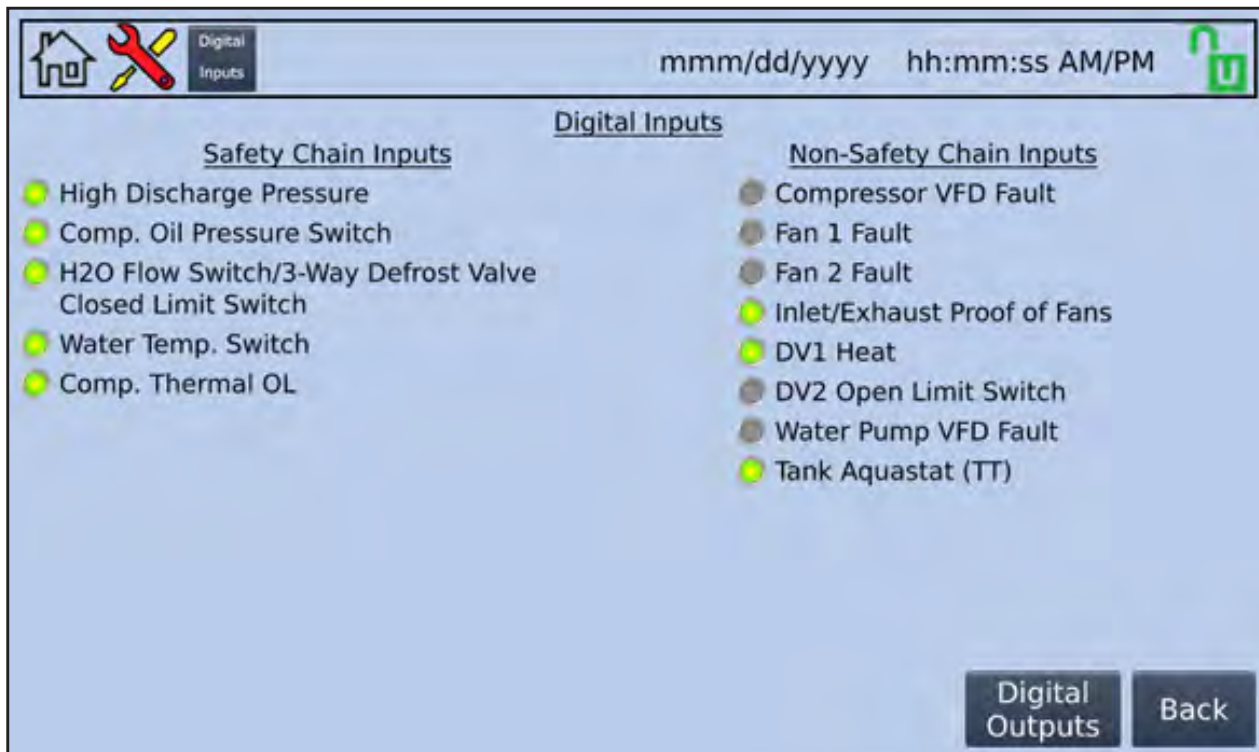 Digital
Inputs
mmm/dd/yyyy hh:mm:ss AM/PM
Digital Inputs
Safety Chain Inputs
High Discharge Pressure
Comp. Oil Pressure Switch
H2O Flow Switch/3-Way Defrost Valve
Closed Limit Switch
Water Temp. Switch
Comp. Thermal OL
Non-Safety Chain Inputs
Compressor VFD Fault
Fan 1 Fault
Fan 2 Fault
Inlet/Exhaust Proof of Fans
DV1 Heat
DV2 Open Limit Switch
Water Pump VFD Fault
Tank Aquastat (TT)
Digital
Outputs
Back